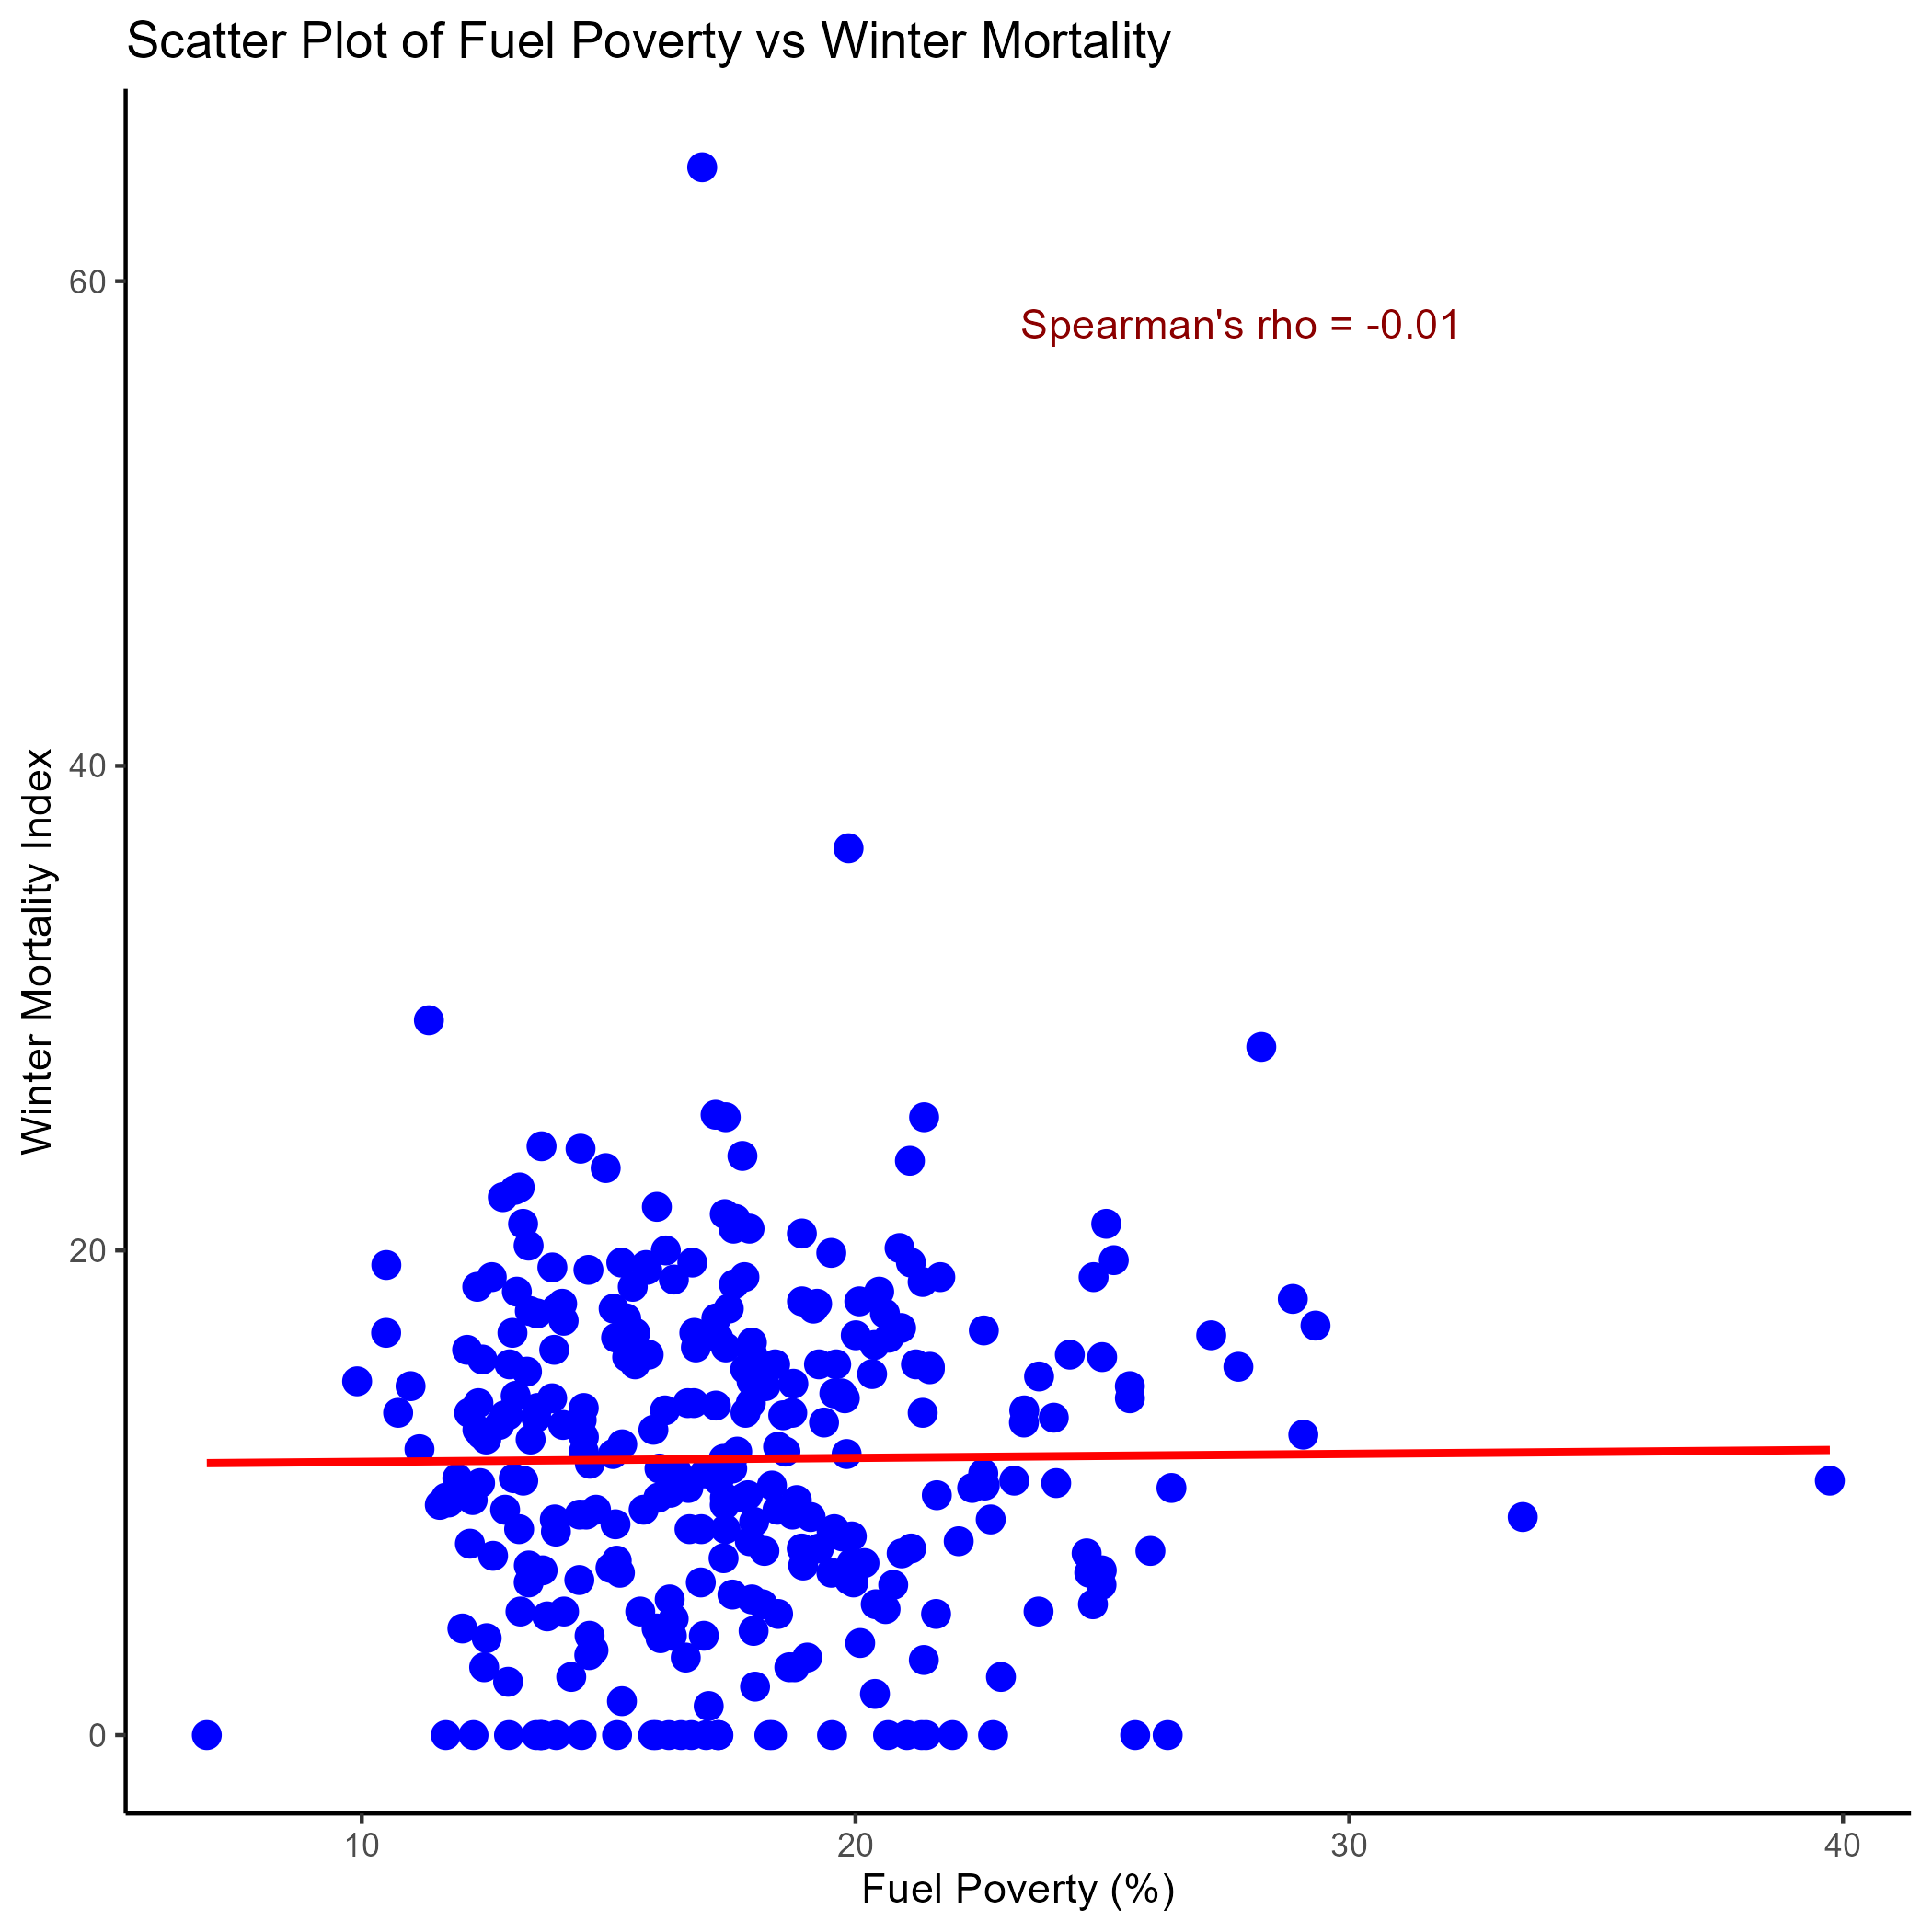 Scatter Plot of Fuel Poverty vs Winter Mortality
60
Spearman's rho = -0.01
40
Winter Mortality Index
20
0
10 20 30 40
Fuel Poverty (%)